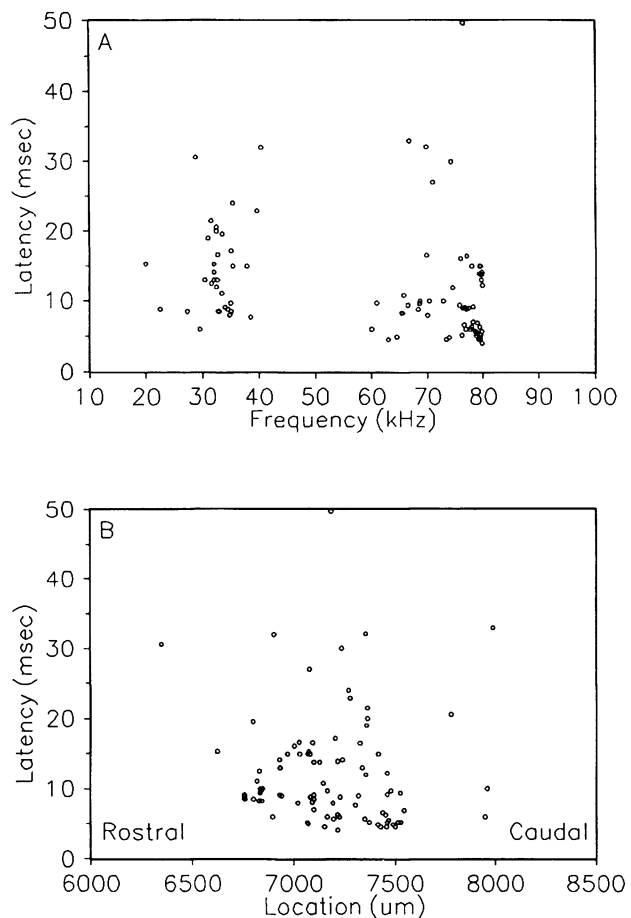 A
50
40
30
20
10
0
Latency (msec)
10 20 30 40 50 60 70 80 90 100
Frequency (kHz)
B
50
40
30
20
10
0
Latency (msec)
Rostral Caudal
6000 6500 7000 7500 8000 8500
Location (um)